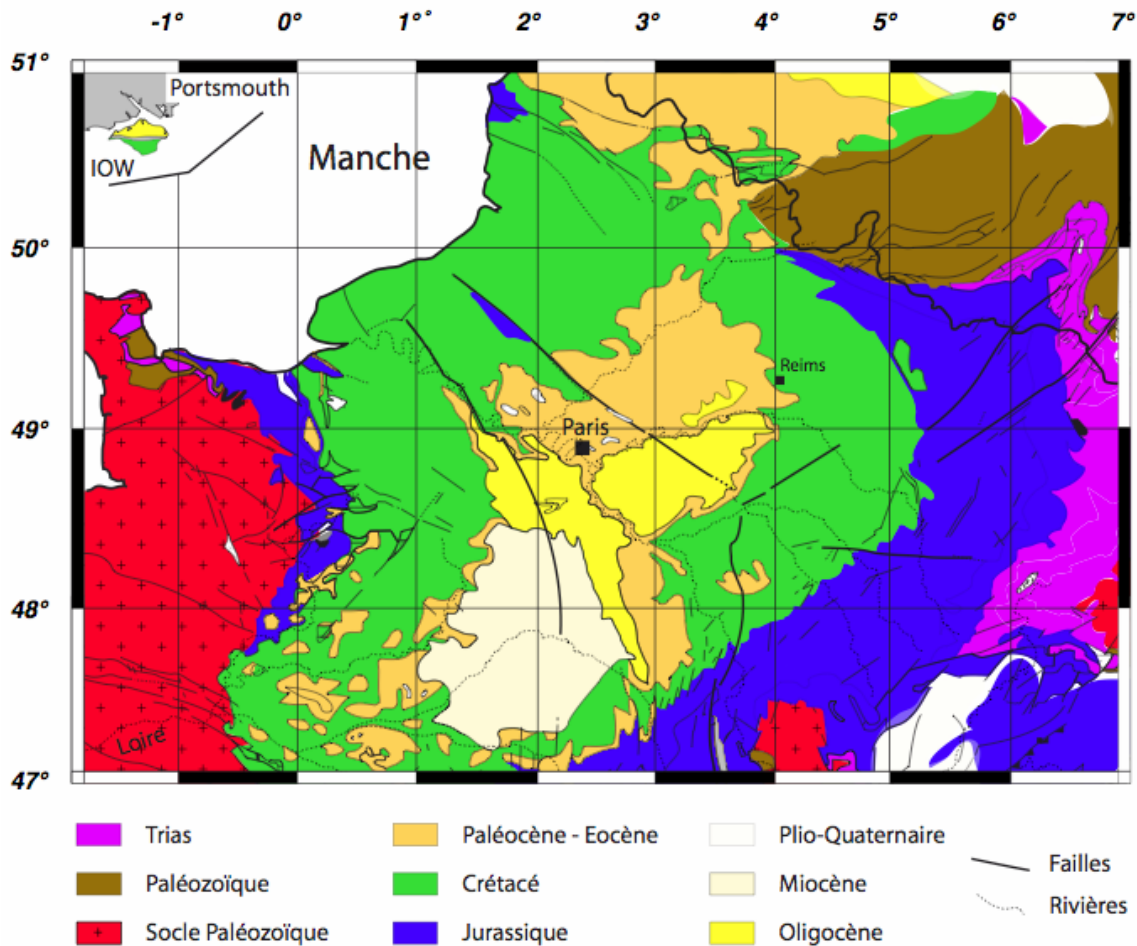 -1° 0° 1° 2° 3° 4° 5° 6° 7°
51°
Portsmouth
IOW
Manche
50°
Reims
49°
Paris
48°
Loire
47°
Trias Paléocène - Eocène Plio-Quaternaire
Failles
Paléozoïque Crétacé Miocène
Rivières
Socle Paléozoïque Jurassique Oligocène